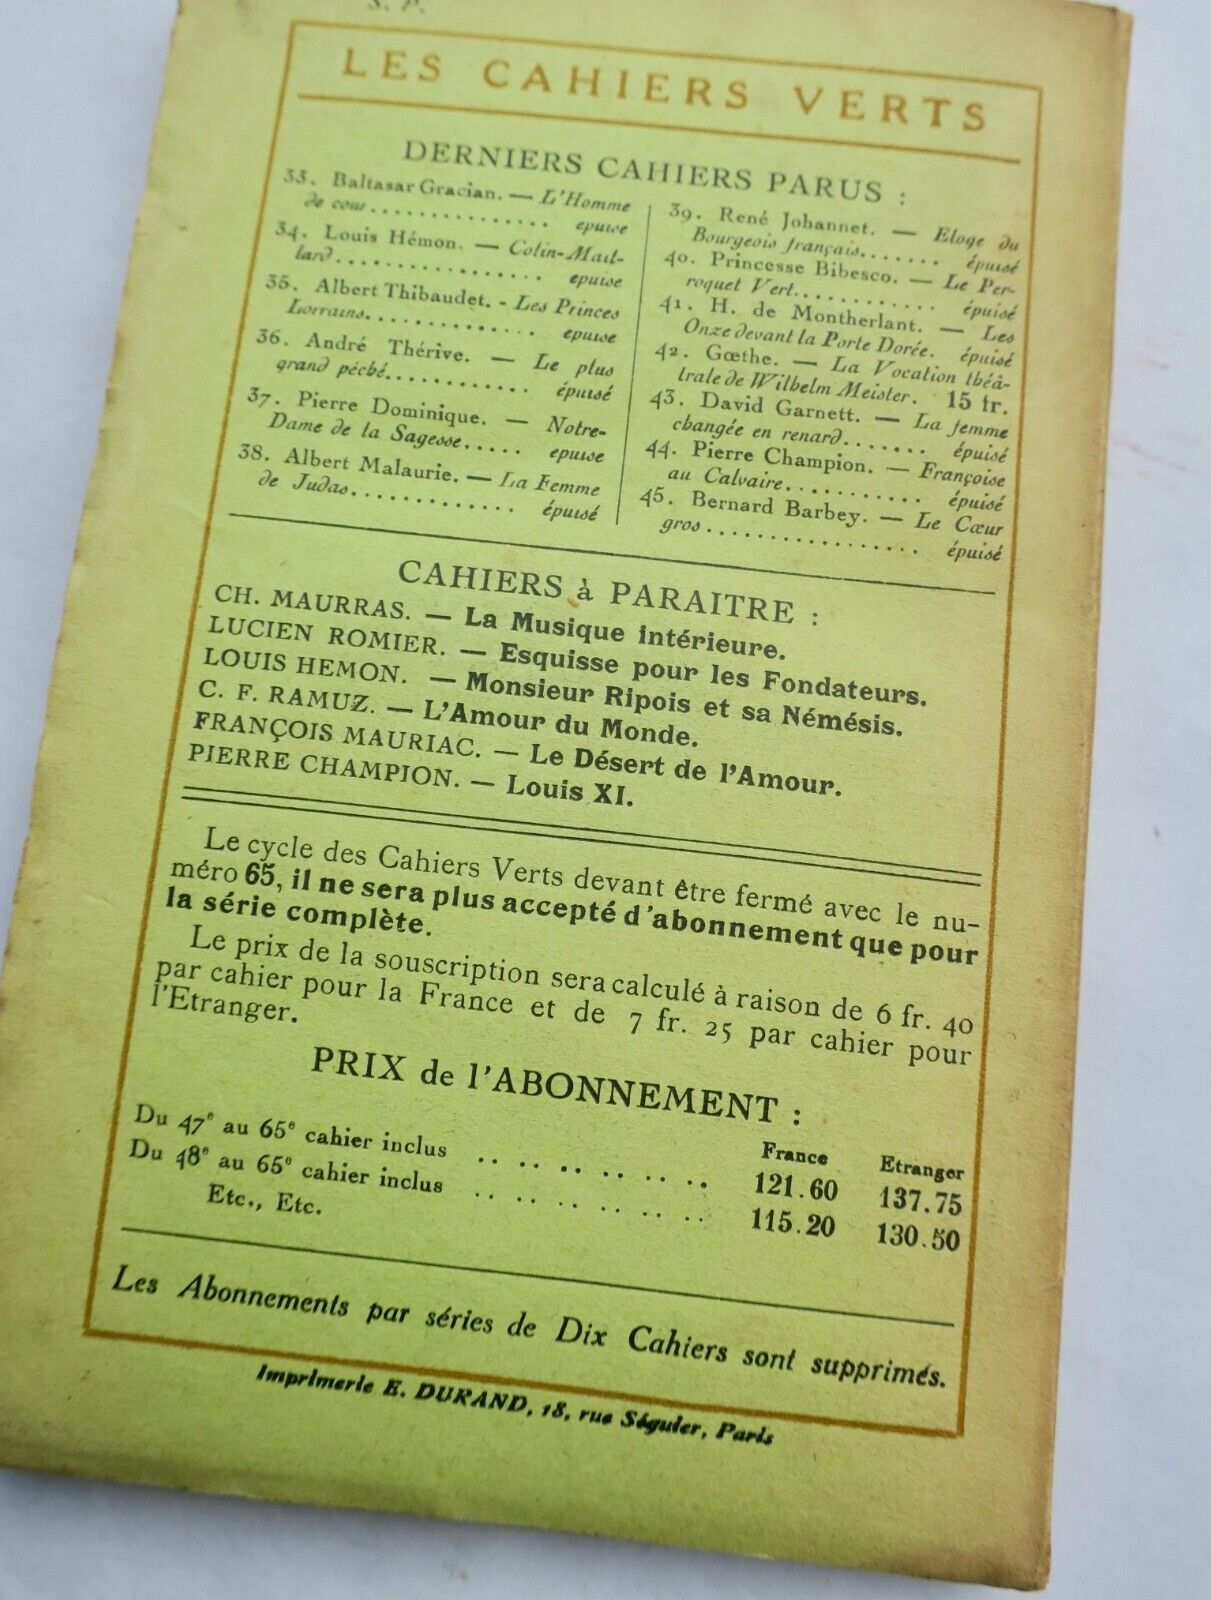 S. P.
LES CAHIERS VERTS
DERNIERS CAHIERS PARUS :
33. Baltasar Gracian. — L'Homme
de cour............... epuise
34. Louis Hémon. — Colin-Mail-
lard................ epuise
35. Albert Thibaudet. - Les Princes
Lorrains............. epuise
36. André Thérive. — Le plus
grand péché........... épuisé
37. Pierre Dominique. — Notre-
Dame de la Sagesse..... epuise
38. Albert Malaurie. — La Femme
de Judas............ épuisé
39. René Johannet. — Eloge du
Bourgeois français....... épuisé
40. Princesse Bibesco. — Le Per-
roquet Vert............ épuisé
41. H. de Montherlant. — Les
Onze devant la Porte Dorée. épuisé
42. Gœthe. — La Vocation théâ-
trale de Wilhelm Meister. 15 fr.
43. David Garnett. — La femme
changée en renard....... épuisé
44. Pierre Champion. — Françoise
au Calvaire........... épuisé
45. Bernard Barbey. — Le Cœur
gros................. épuisé
CAHIERS à PARAITRE :
CH. MAURRAS. — La Musique intérieure.
LUCIEN ROMIER. — Esquisse pour les Fondateurs.
LOUIS HEMON. — Monsieur Ripois et sa Némésis.
C. F. RAMUZ. — L'Amour du Monde.
FRANÇOIS MAURIAC. — Le Désert de l'Amour.
PIERRE CHAMPION. — Louis XI.
Le cycle des Cahiers Verts devant être fermé avec le nu-
méro 65, il ne sera plus accepté d'abonnement que pour
la série complète.
Le prix de la souscription sera calculé à raison de 6 fr. 40
par cahier pour la France et de 7 fr. 25 par cahier pour
l'Etranger.
PRIX de l'ABONNEMENT :
France Etranger
Du 47e au 65e cahier inclus .. .. .. .. .. .. 121.60 137.75
Du 48e au 65e cahier inclus .. .. .. .. .. .. 115.20 130.50
Etc., Etc.
Les Abonnements par séries de Dix Cahiers sont supprimés.
Imprimerie E. DURAND, 18, rue Séguier, Paris